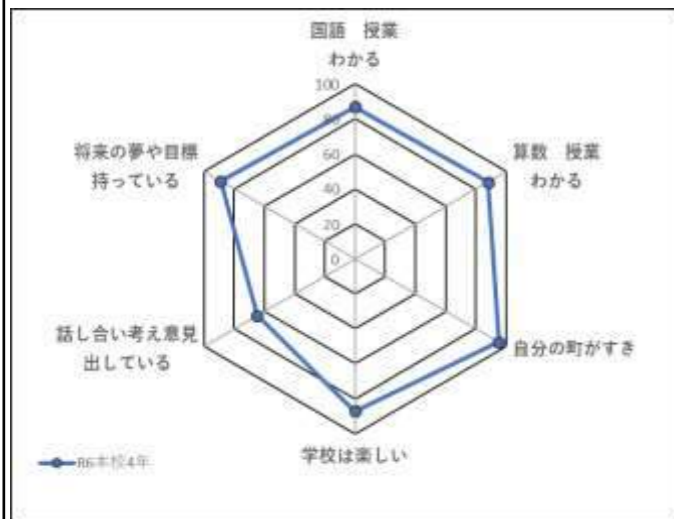 国語　授業
わかる
100
80
60
40
20
0
算数　授業
わかる
自分の町がすき
学校は楽しい
話し合い考え意見
出している
将来の夢や目標
持っている
R6本校4年